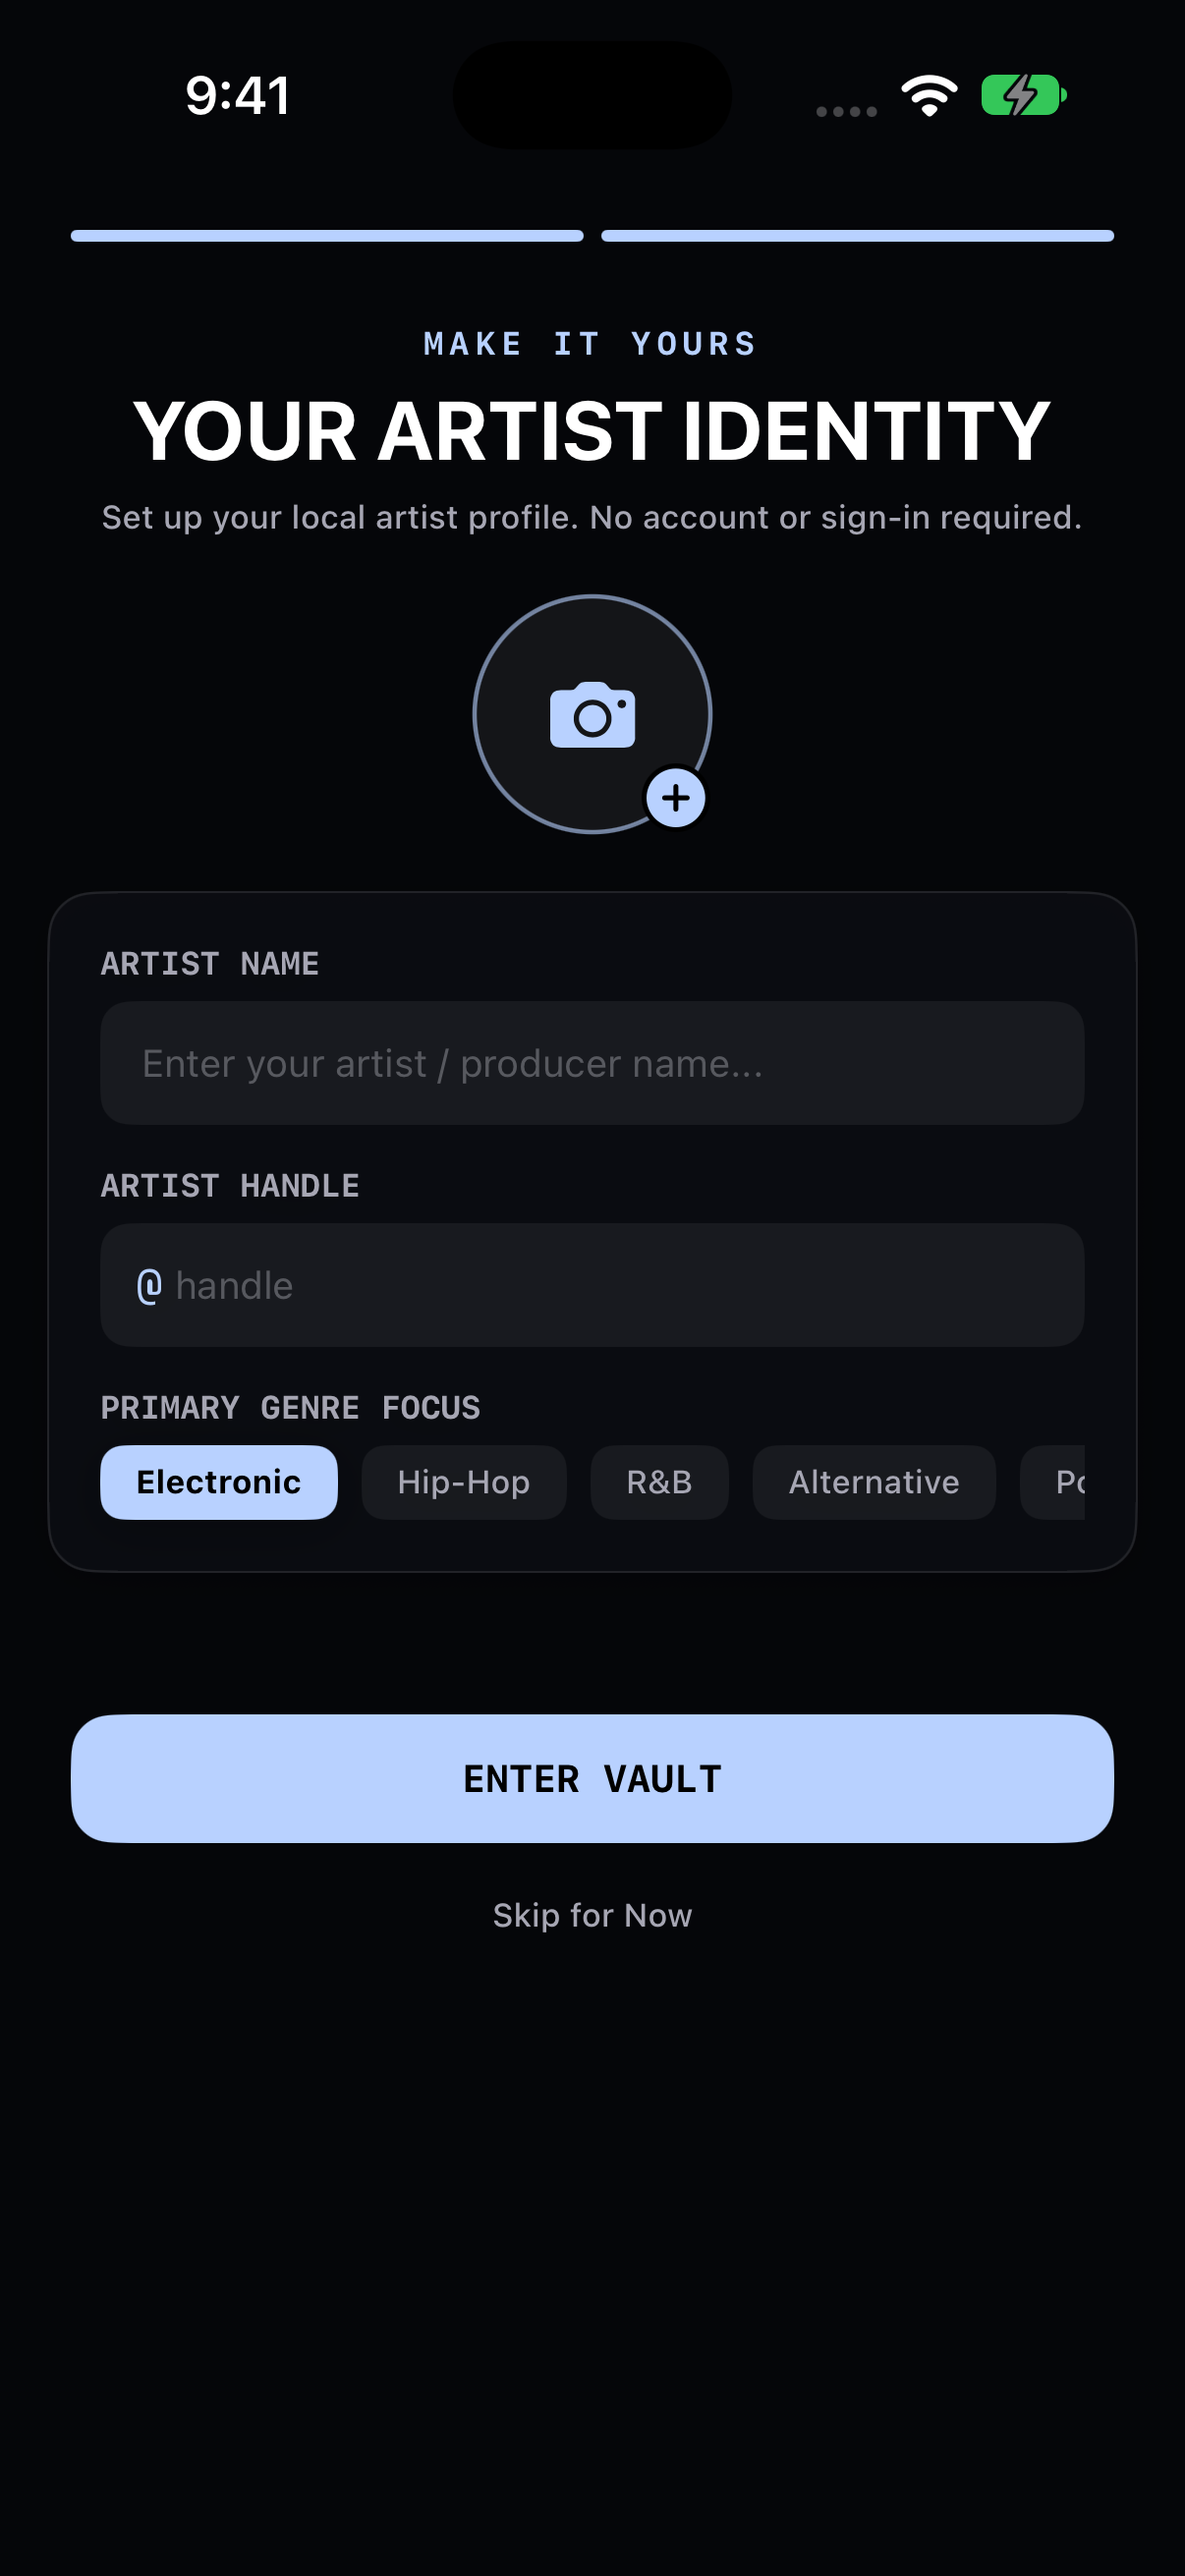 9:41
MAKE IT YOURS
YOUR ARTIST IDENTITY
Set up your local artist profile. No account or sign-in required.
ARTIST NAME
Enter your artist / producer name...
ARTIST HANDLE
@ handle
PRIMARY GENRE FOCUS
Electronic Hip-Hop R&B Alternative
ENTER VAULT
Skip for Now